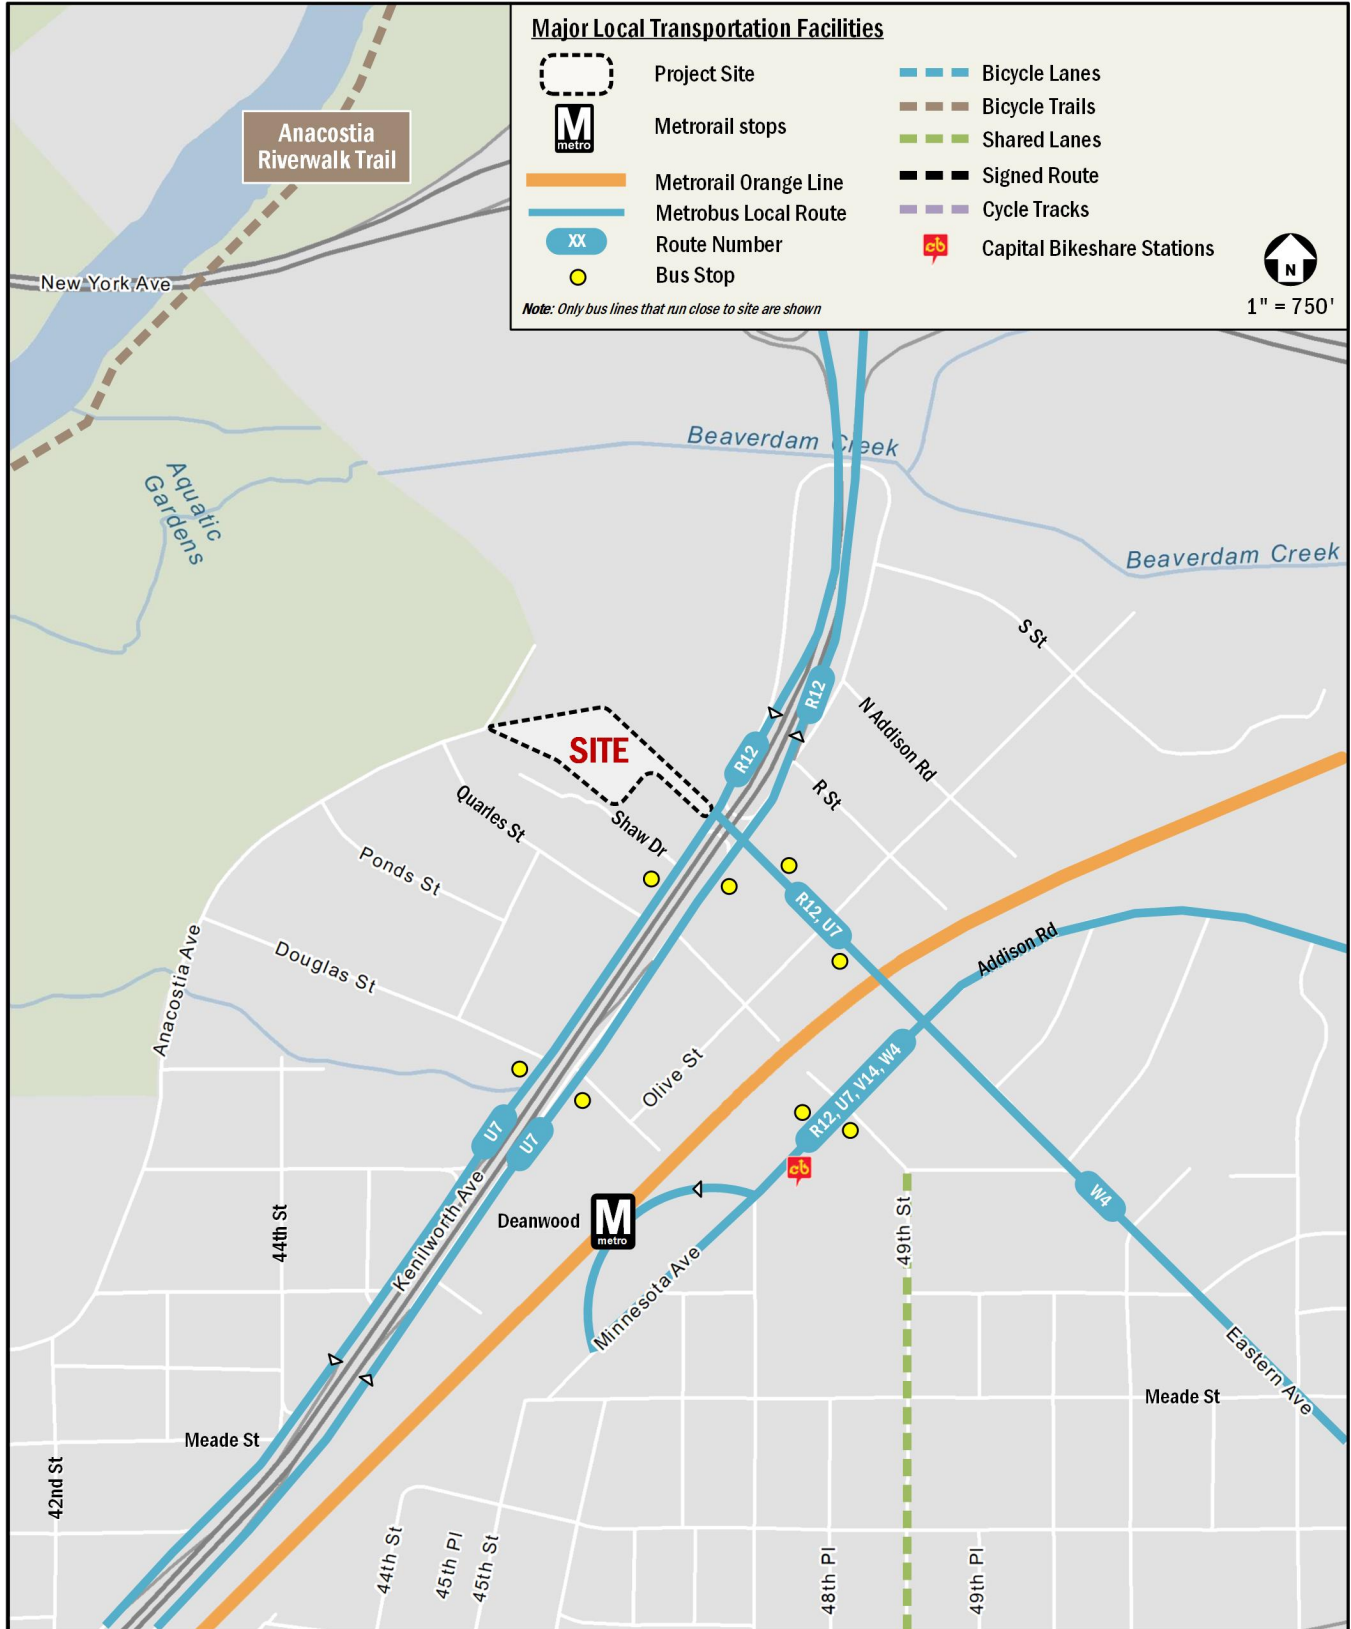 Major Local Transportation Facilities
Project Site
M
metro
Metrorail stops
Metrorail Orange Line
Metrobus Local Route
XX
Route Number
Bus Stop
Note: Only bus lines that run close to site are shown
Bicycle Lanes
Bicycle Trails
Shared Lanes
Signed Route
Cycle Tracks
cb
Capital Bikeshare Stations
N
1" = 750'
Anacostia
Riverwalk Trail
New York Ave
Beaverdam Creek
Aquatic
Gardens
Beaverdam Creek
S St
R12
N Addison Rd
SITE
R12
R St
Quarles St
Shaw Dr
Ponds St
R12, U7
Addison Rd
Anacostia Ave
Douglas St
Olive St
R12, U7, V14, W4
U7
U7
cb
W4
Kenilworth Ave
44th St
Deanwood
M
metro
49th St
Minnesota Ave
Eastern Ave
Meade St
Meade St
42nd St
44th St
45th Pl
45th St
48th Pl
49th Pl